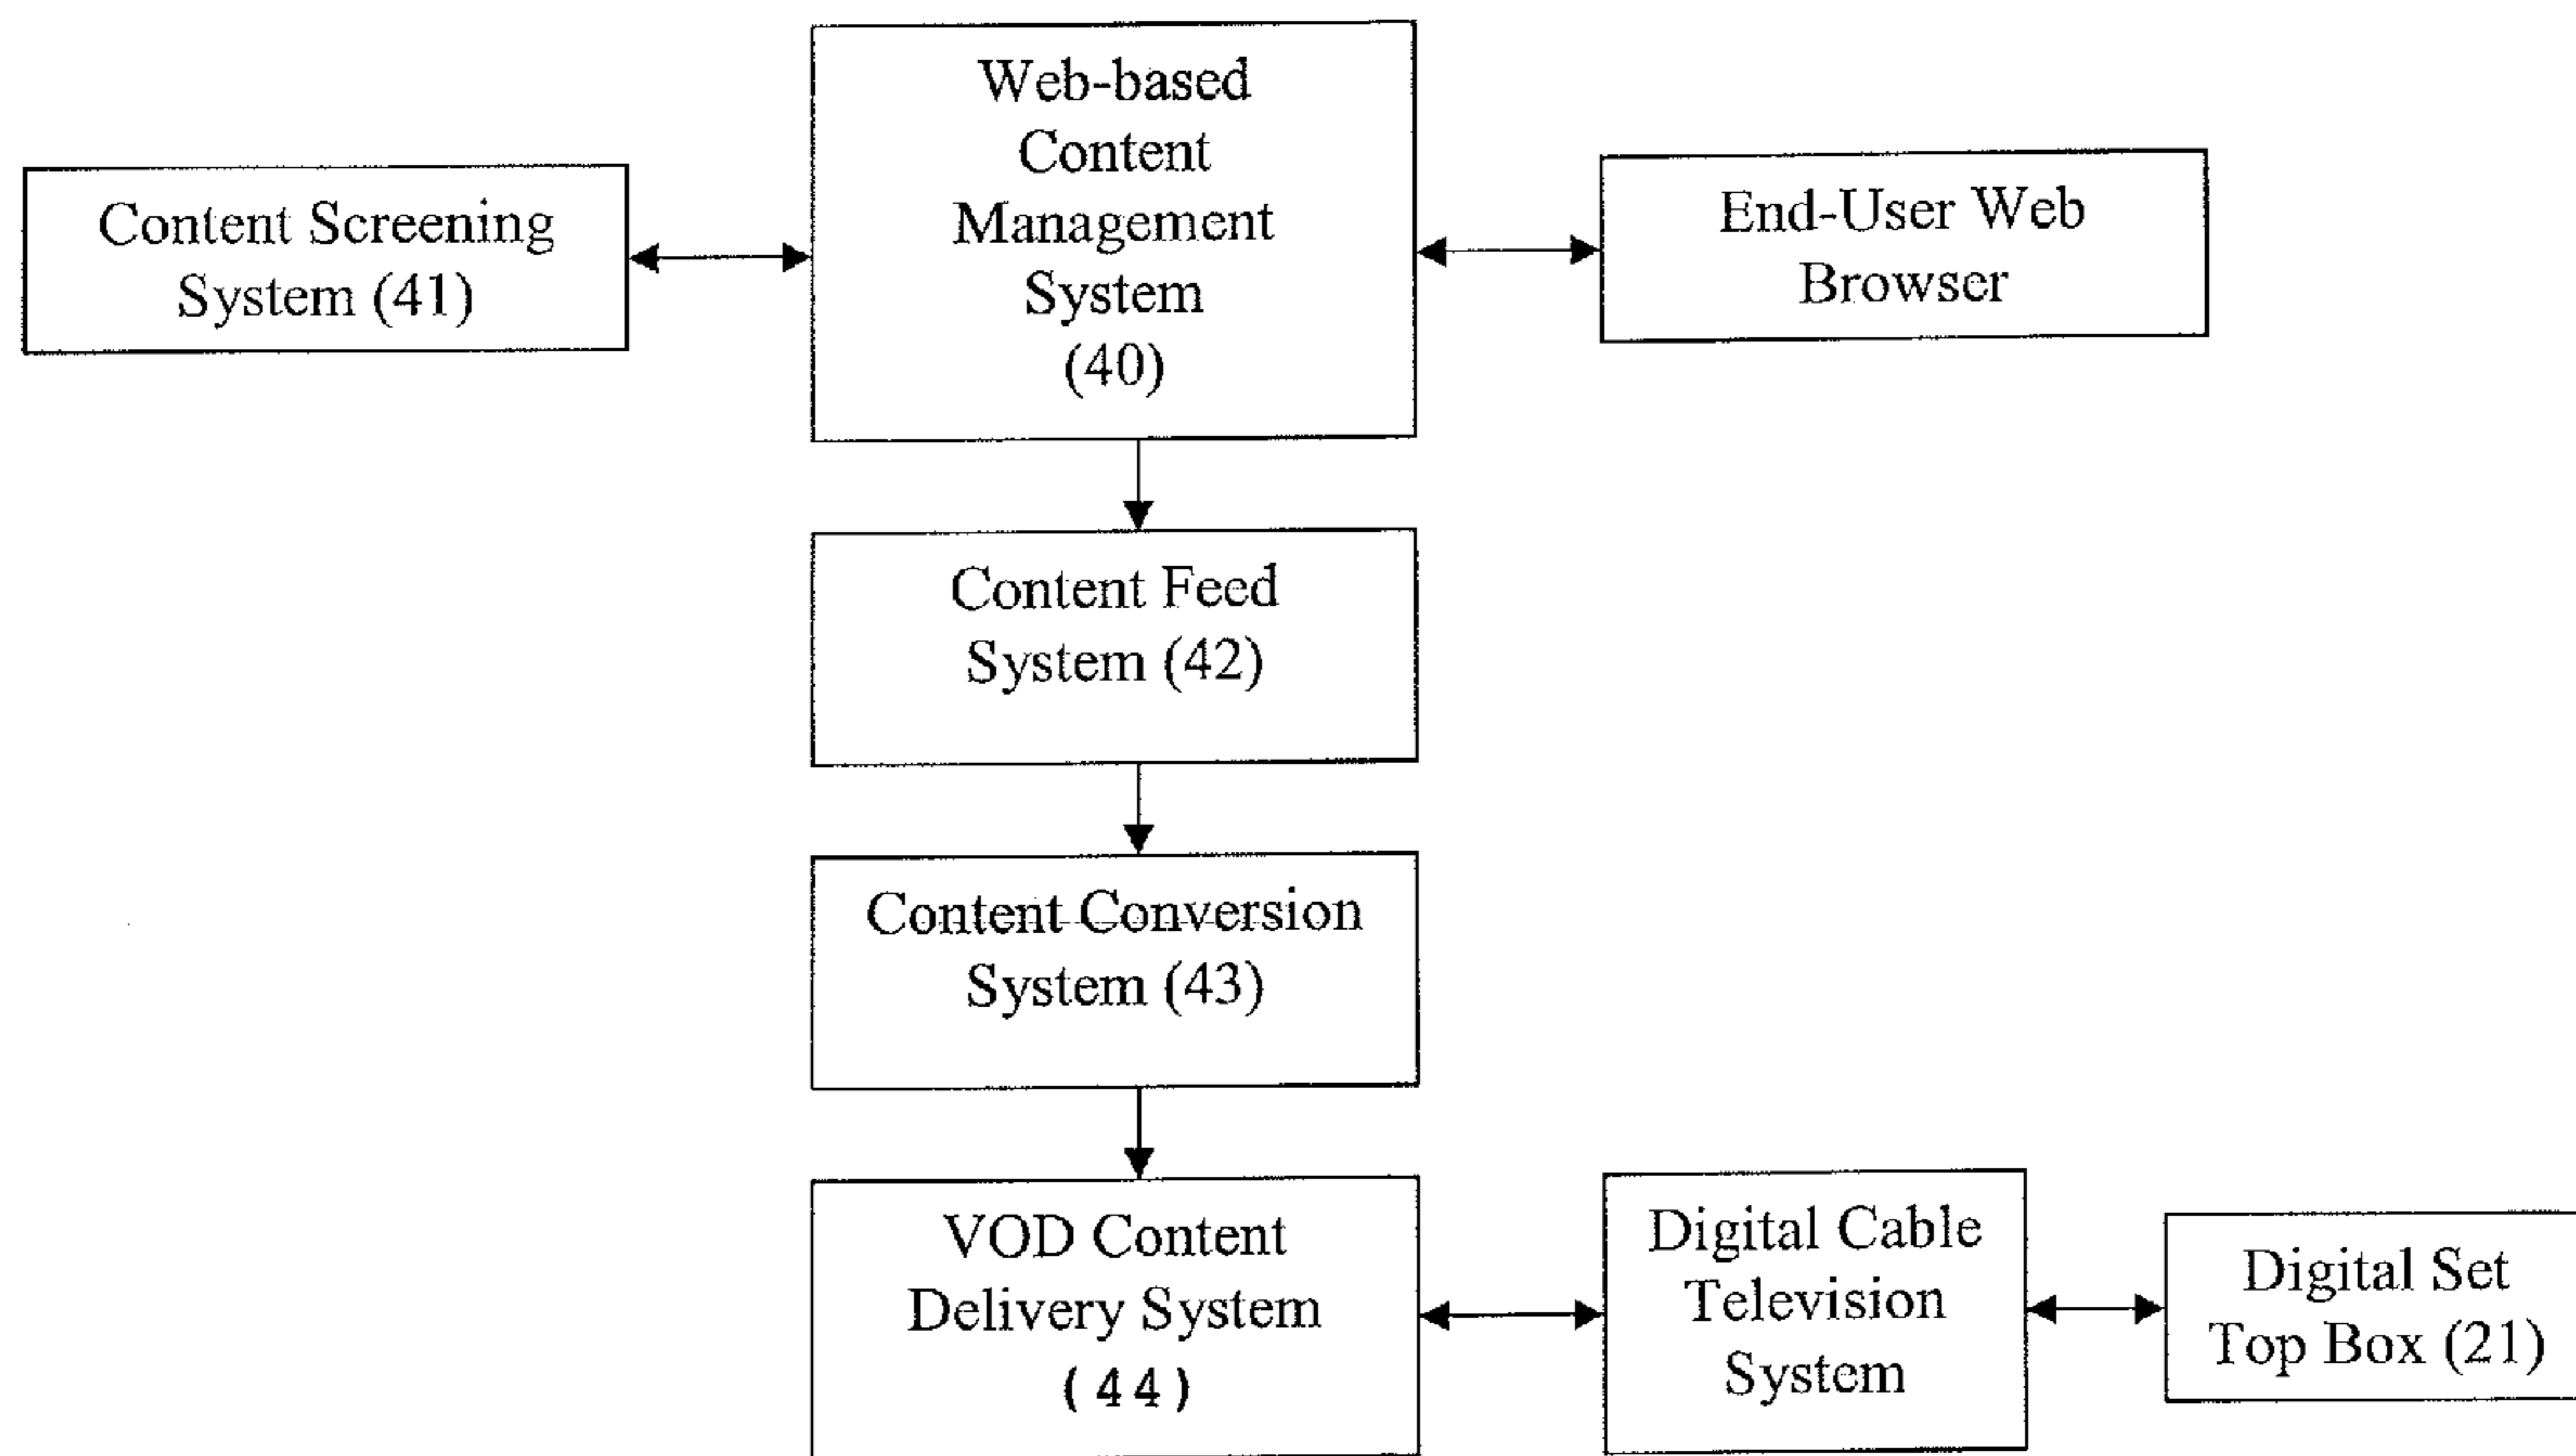 Web-based
Content
Management
System
(40)
Content Screening
System (41)
End-User Web
Browser
Content Feed
System (42)
Content Conversion
System (43)
VOD Content
Delivery System
(44)
Digital Cable
Television
System
Digital Set
Top Box (21)